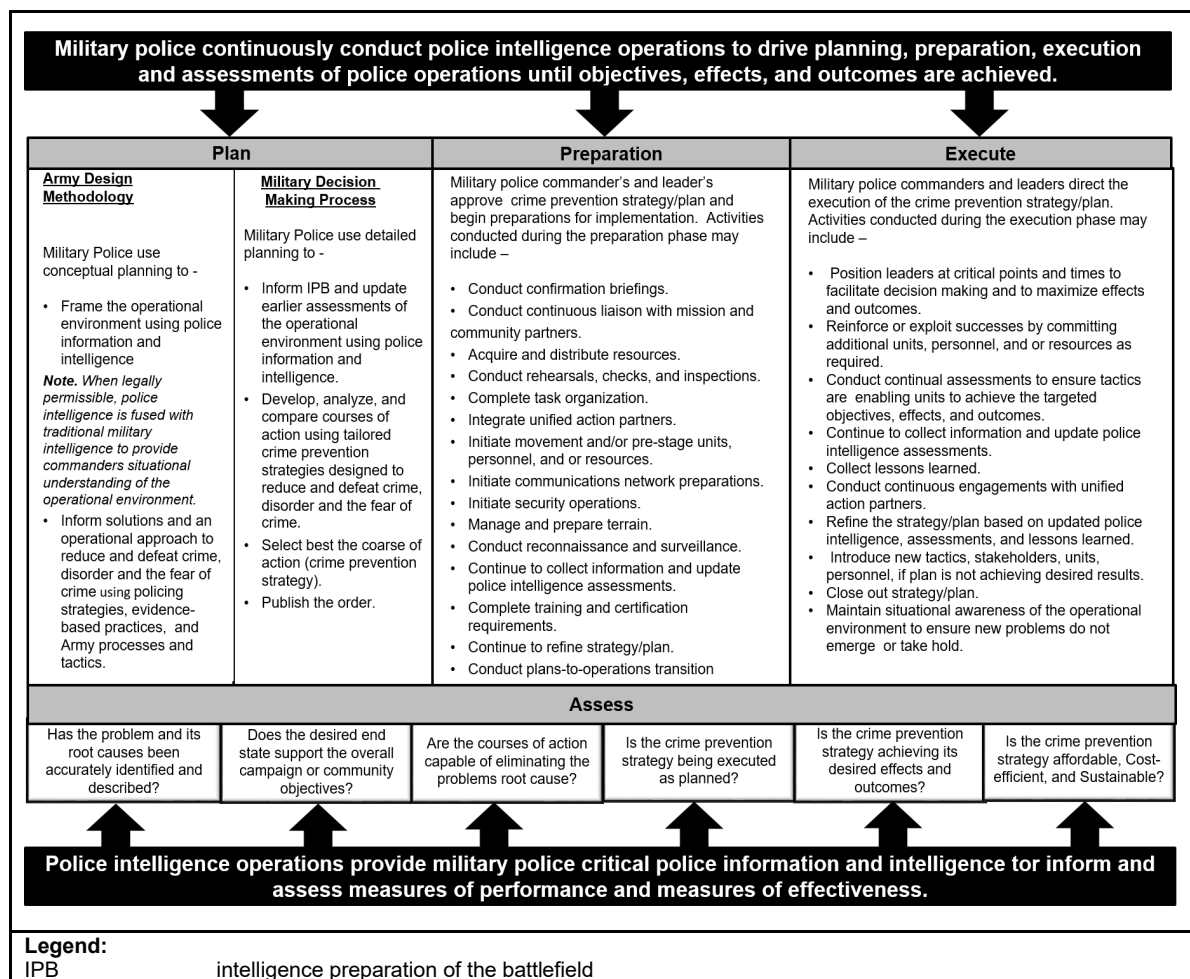 Military police continuously conduct police intelligence operations to drive planning, preparation, execution
and assessments of police operations until objectives, effects, and outcomes are achieved.
Plan
Army Design
Methodology
Military Police use
conceptual planning to -
• Frame the operational
environment using police
information and
intelligence
Note. When legally
permissible, police
intelligence is fused with
traditional military
intelligence to provide
commanders situational
understanding of the
operational environment.
• Inform solutions and an
operational approach to
reduce and defeat crime,
disorder and the fear of
crime using policing
strategies, evidence-
based practices, and
Army processes and
tactics.
Military Decision
Making Process
Military Police use detailed
planning to -
• Inform IPB and update
earlier assessments of
the operational
environment using police
information and
intelligence.
• Develop, analyze, and
compare courses of
action using tailored
crime prevention
strategies designed to
reduce and defeat crime,
disorder and the fear of
crime.
• Select best the coarse of
action (crime prevention
strategy).
• Publish the order.
Preparation
Military police commander's and leader's
approve crime prevention strategy/plan and
begin preparations for implementation. Activities
conducted during the preparation phase may
include –
• Conduct confirmation briefings.
• Conduct continuous liaison with mission and
community partners.
• Acquire and distribute resources.
• Conduct rehearsals, checks, and inspections.
• Complete task organization.
• Integrate unified action partners.
• Initiate movement and/or pre-stage units,
personnel, and or resources.
• Initiate communications network preparations.
• Initiate security operations.
• Manage and prepare terrain.
• Conduct reconnaissance and surveillance.
• Continue to collect information and update
police intelligence assessments.
• Complete training and certification
requirements.
• Continue to refine strategy/plan.
• Conduct plans-to-operations transition
Execute
Military police commanders and leaders direct the
execution of the crime prevention strategy/plan.
Activities conducted during the execution phase may
include –
• Position leaders at critical points and times to
facilitate decision making and to maximize effects
and outcomes.
• Reinforce or exploit successes by committing
additional units, personnel, and or resources as
required.
• Conduct continual assessments to ensure tactics
are enabling units to achieve the targeted
objectives, effects, and outcomes.
• Continue to collect information and update police
intelligence assessments.
• Collect lessons learned.
• Conduct continuous engagements with unified
action partners.
• Refine the strategy/plan based on updated police
intelligence, assessments, and lessons learned.
• Introduce new tactics, stakeholders, units,
personnel, if plan is not achieving desired results.
• Close out strategy/plan.
• Maintain situational awareness of the operational
environment to ensure new problems do not
emerge or take hold.
Assess
Has the problem and its
root causes been
accurately identified and
described?
Does the desired end
state support the overall
campaign or community
objectives?
Are the courses of action
capable of eliminating the
problems root cause?
Is the crime prevention
strategy being executed
as planned?
Is the crime prevention
strategy achieving its
desired effects and
outcomes?
Is the crime prevention
strategy affordable, Cost-
efficient, and Sustainable?
Police intelligence operations provide military police critical police information and intelligence tor inform and
assess measures of performance and measures of effectiveness.
Legend:
IPB intelligence preparation of the battlefield